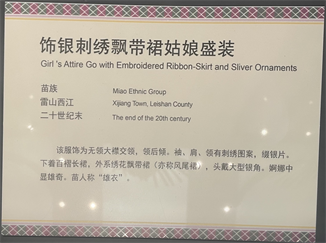 饰银刺绣飘带裙姑娘盛装
Girl 's Attire Go with Embroidered Ribbon-Skirt and Sliver Ornaments
苗族 Miao Ethnic Group
雷山西江 Xijiang Town, Leishan County
二十世纪末 The end of the 20th century
该服饰为无领大襟交领，领后倾。袖、肩、领有刺绣图案，缀银片。
下着百褶长裙，外系绣花飘带裙（亦称凤尾裙），头戴大型银角。婀娜中
显雄奇。苗人称“雄衣”。